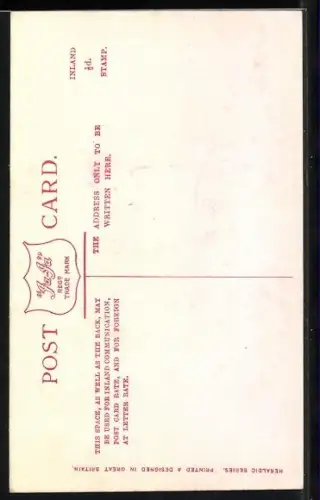 POST CARD.
"Ja Ja"
REGD
TRADE MARK
THIS SPACE, AS WELL AS THE BACK, MAY
BE USED FOR INLAND COMMUNICATION,
POST CARD RATE, AND FOR FOREIGN
AT LETTER RATE.
THE ADDRESS ONLY TO BE
WRITTEN HERE.
INLAND
½d.
STAMP.
HERALDIC SERIES. PRINTED & DESIGNED IN GREAT BRITAIN.